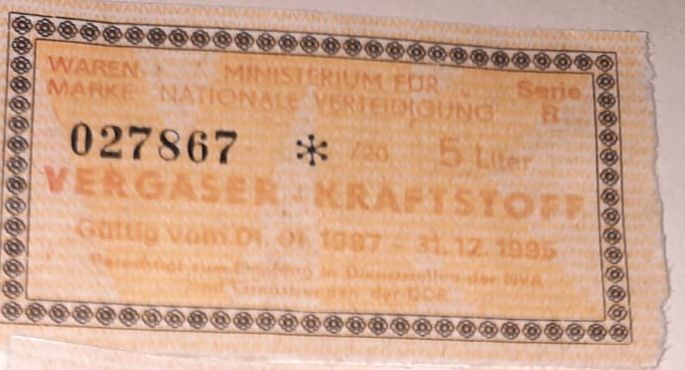 WAREN- MINISTERIUM FÜR Serie
MARKE NATIONALE VERTEIDIGUNG R
027867 * /20 5 Liter
VERGASER-KRAFTSTOFF
Gültig vom 01. 01. 1987 - 31. 12. 1995
Berechtigt zum Empfang in Dienststellen der NVA
und Grenztruppen der DDR